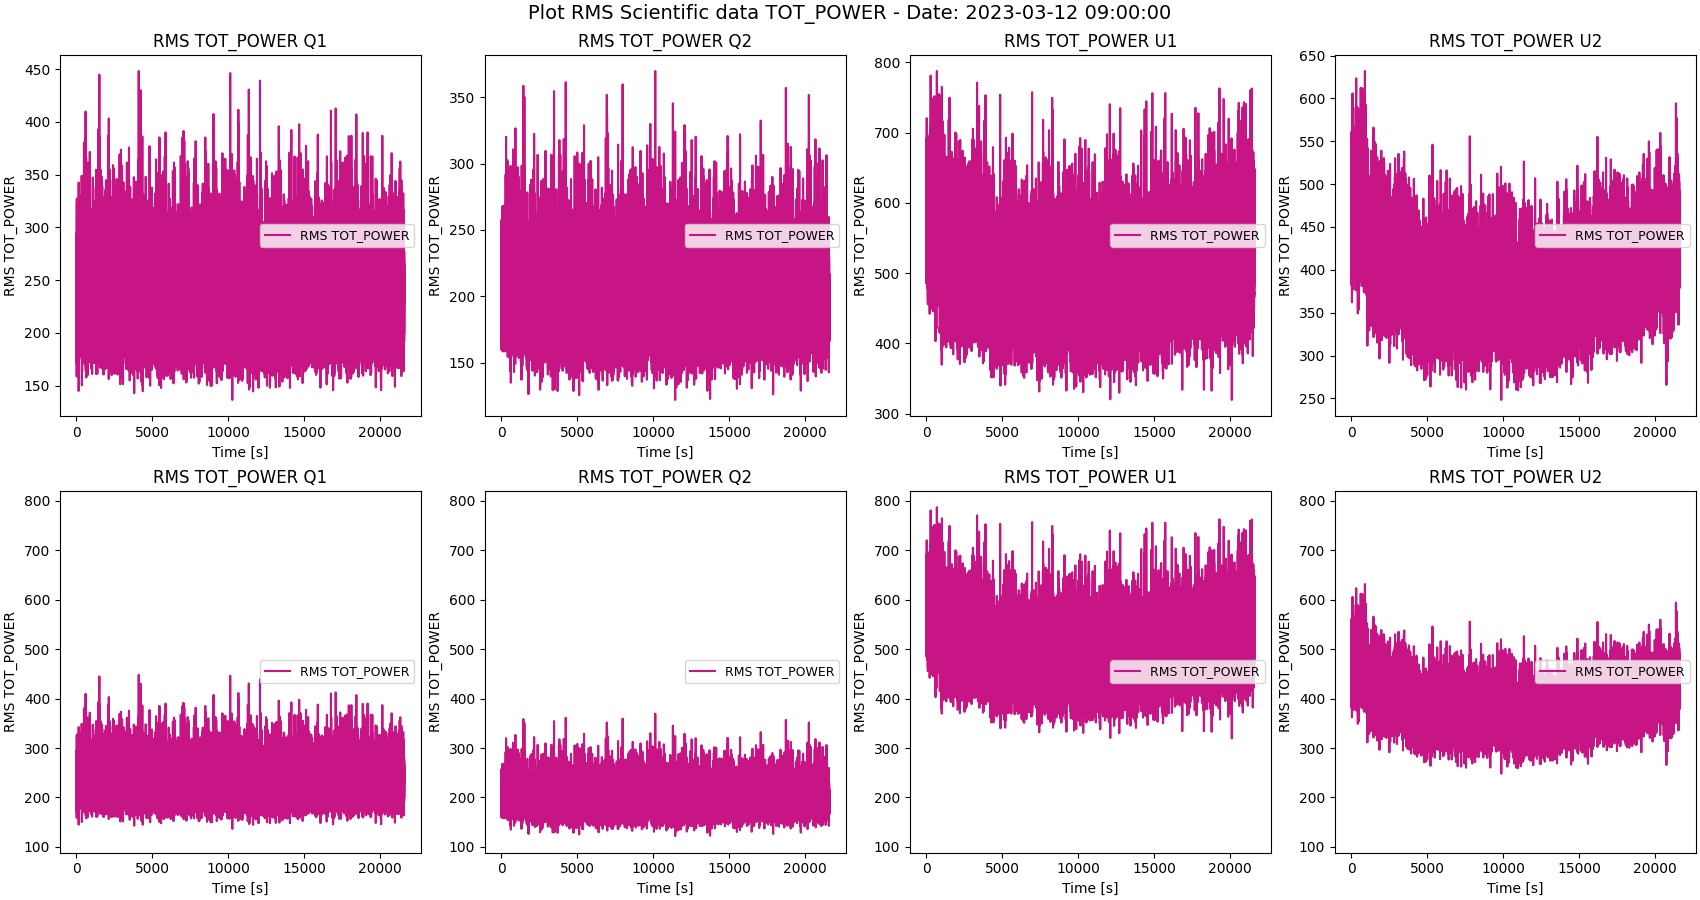 Plot RMS Scientific data TOT_POWER - Date: 2023-03-12 09:00:00
RMS TOT_POWER Q1
RMS TOT_POWER
450
400
350
300
250
200
150
RMS TOT_POWER
0 5000 10000 15000 20000
Time [s]
RMS TOT_POWER Q2
RMS TOT_POWER
350
300
250
200
150
RMS TOT_POWER
0 5000 10000 15000 20000
Time [s]
RMS TOT_POWER U1
RMS TOT_POWER
800
700
600
500
400
300
RMS TOT_POWER
0 5000 10000 15000 20000
Time [s]
RMS TOT_POWER U2
RMS TOT_POWER
650
600
550
500
450
400
350
300
250
RMS TOT_POWER
0 5000 10000 15000 20000
Time [s]
RMS TOT_POWER Q1
RMS TOT_POWER
800
700
600
500
400
300
200
100
RMS TOT_POWER
0 5000 10000 15000 20000
Time [s]
RMS TOT_POWER Q2
RMS TOT_POWER
800
700
600
500
400
300
200
100
RMS TOT_POWER
0 5000 10000 15000 20000
Time [s]
RMS TOT_POWER U1
RMS TOT_POWER
800
700
600
500
400
300
200
100
RMS TOT_POWER
0 5000 10000 15000 20000
Time [s]
RMS TOT_POWER U2
RMS TOT_POWER
800
700
600
500
400
300
200
100
RMS TOT_POWER
0 5000 10000 15000 20000
Time [s]